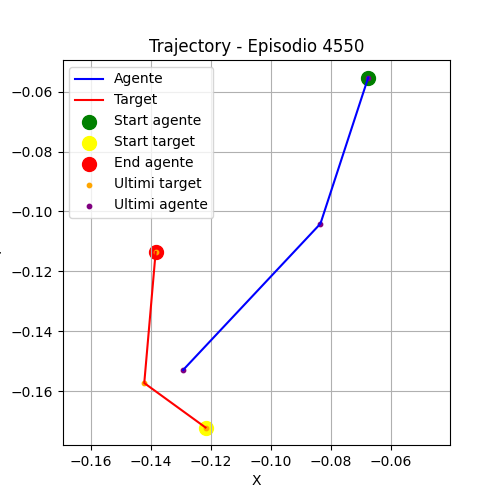 Trajectory - Episodio 4550
Agente
Target
Start agente
Start target
End agente
Ultimi target
Ultimi agente
−0.06
−0.08
−0.10
−0.12
−0.14
−0.16
−0.16
−0.14
−0.12
−0.10
−0.08
−0.06
X